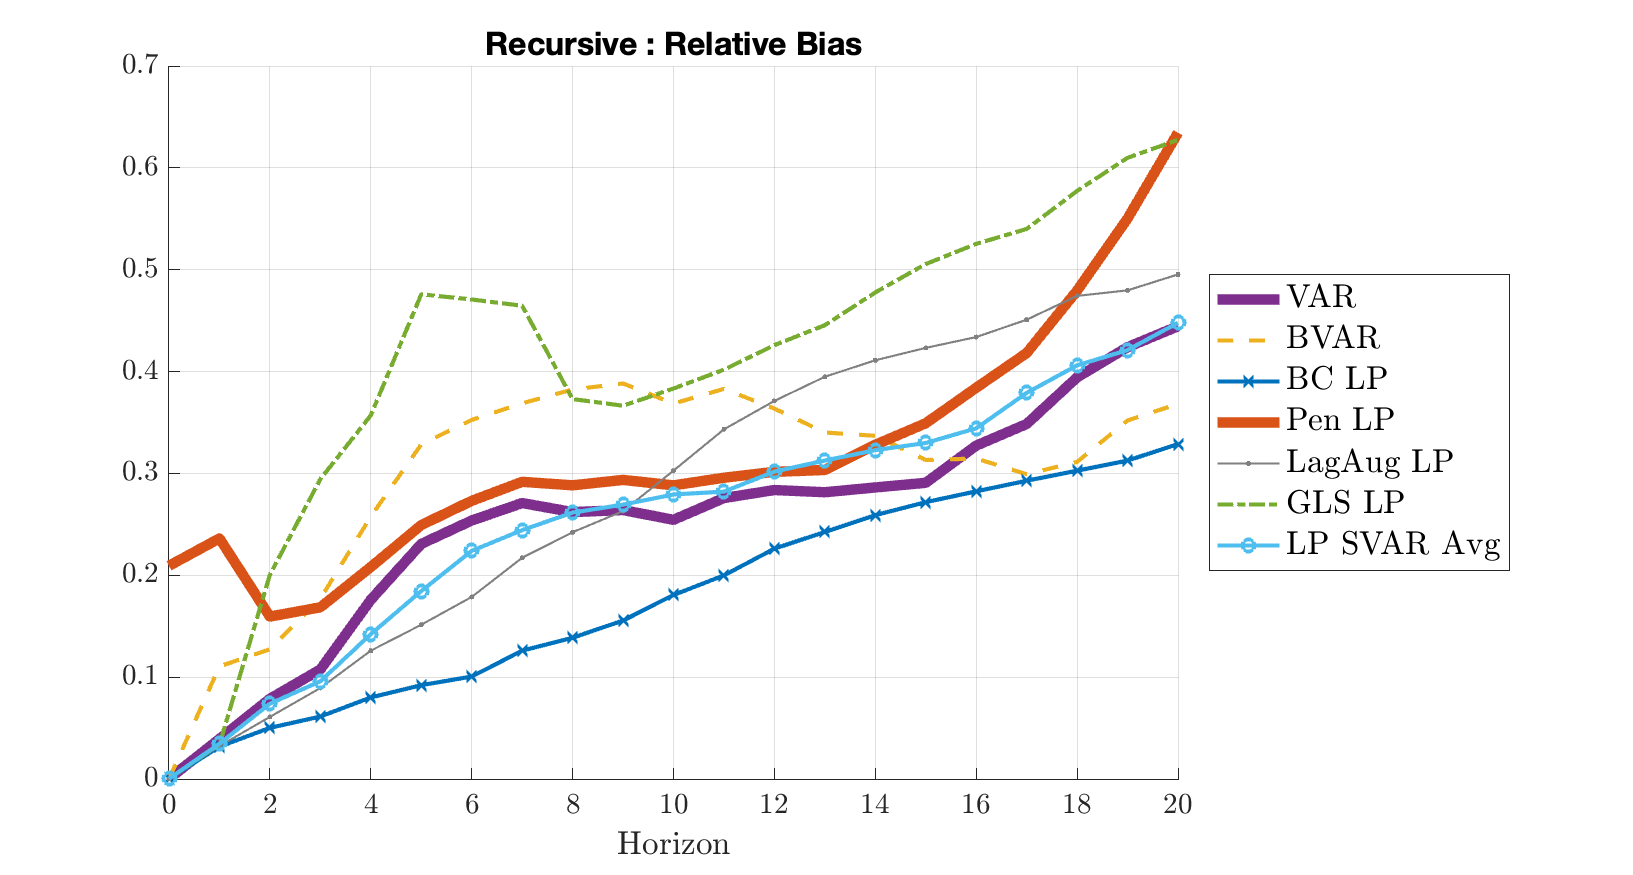 Recursive : Relative Bias
0.7
0.6
0.5
0.4
0.3
0.2
0.1
0
0 2 4 6 8 10 12 14 16 18 20
Horizon
VAR
BVAR
BC LP
Pen LP
LagAug LP
GLS LP
LP SVAR Avg